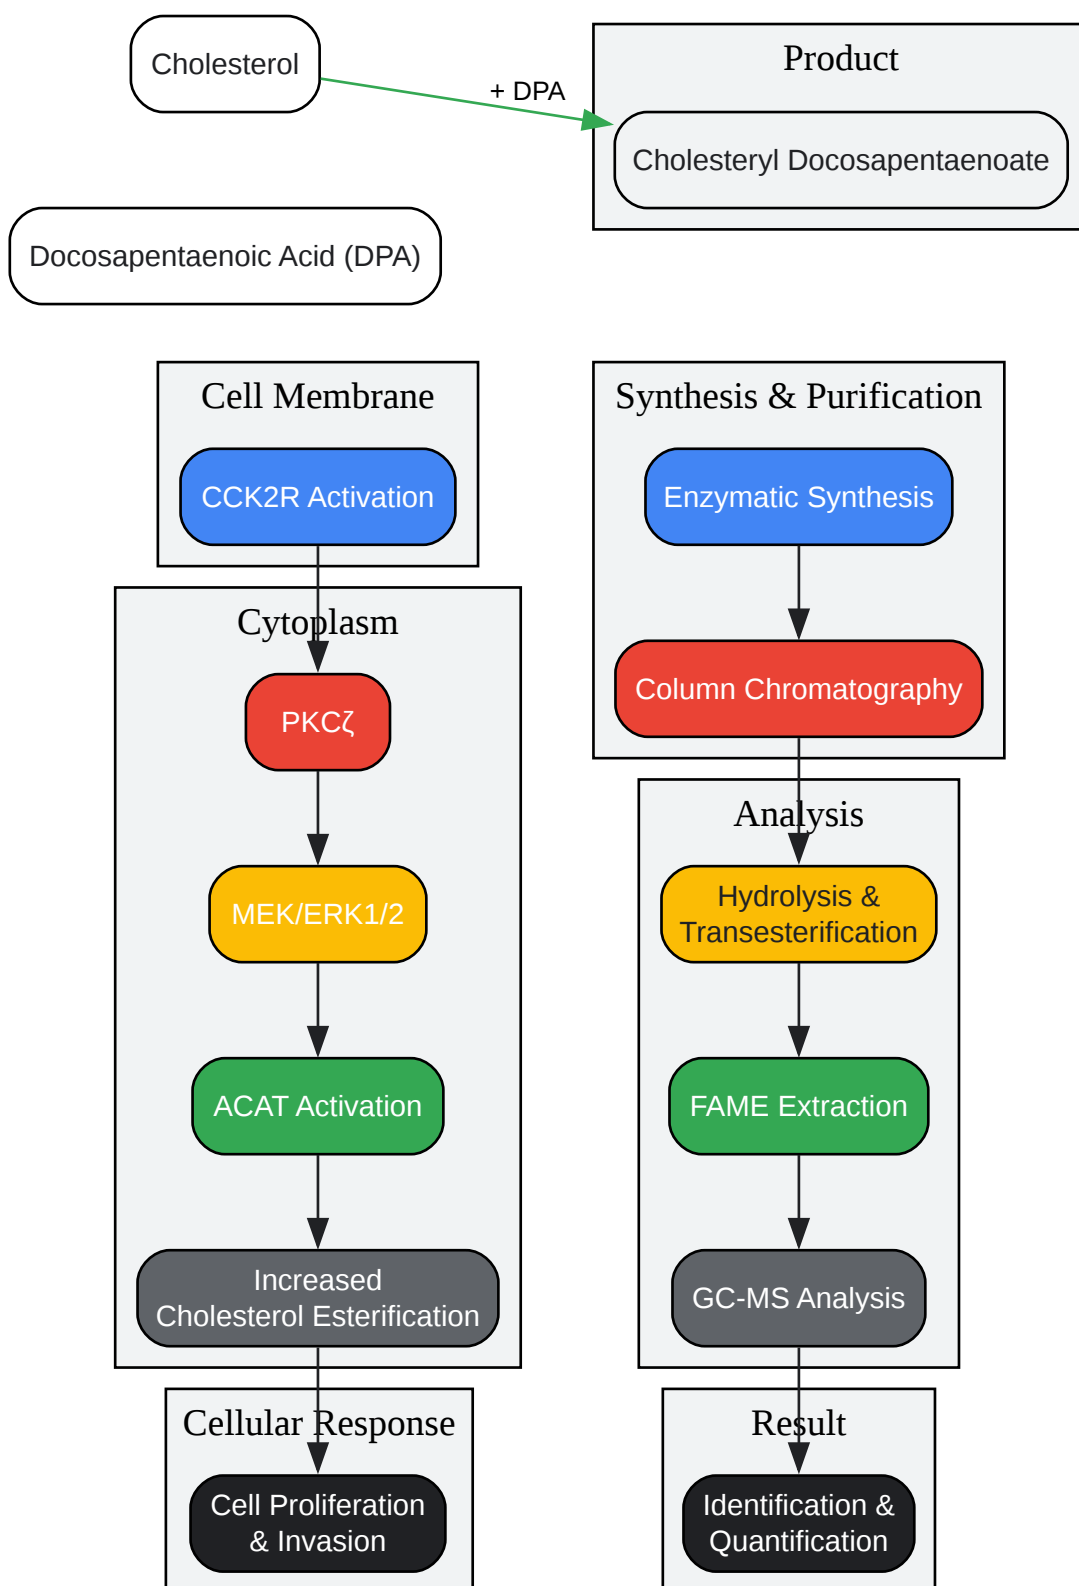 Cholesterol
+ DPA
Product
Cholesteryl Docosapentaenoate
Docosapentaenoic Acid (DPA)
Cell Membrane
CCK2R Activation
Cytoplasm
PKCζ
MEK/ERK1/2
ACAT Activation
Increased
Cholesterol Esterification
Cellular Response
Cell Proliferation
& Invasion
Synthesis & Purification
Enzymatic Synthesis
Column Chromatography
Analysis
Hydrolysis &
Transesterification
FAME Extraction
GC-MS Analysis
Result
Identification &
Quantification